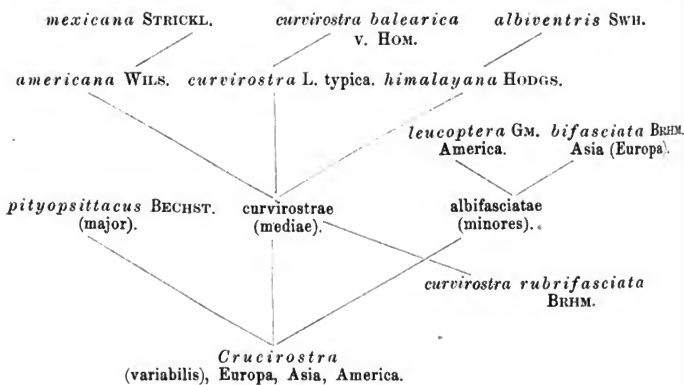 mexicana STRICKL. curvirostra balearica albiventris SWH.
v. HOM.
americana WILS. curvirostra L. typica. himalayana HODGS.
leucoptera GM. bifasciata BRHM.
America. Asia (Europa).
pityopsittacus BECHST. curvirostrae albifasciatae
(major). (mediae). (minores).
curvirostra rubrifasciata
BRHM.
Crucirostra
(variabilis), Europa, Asia, America.